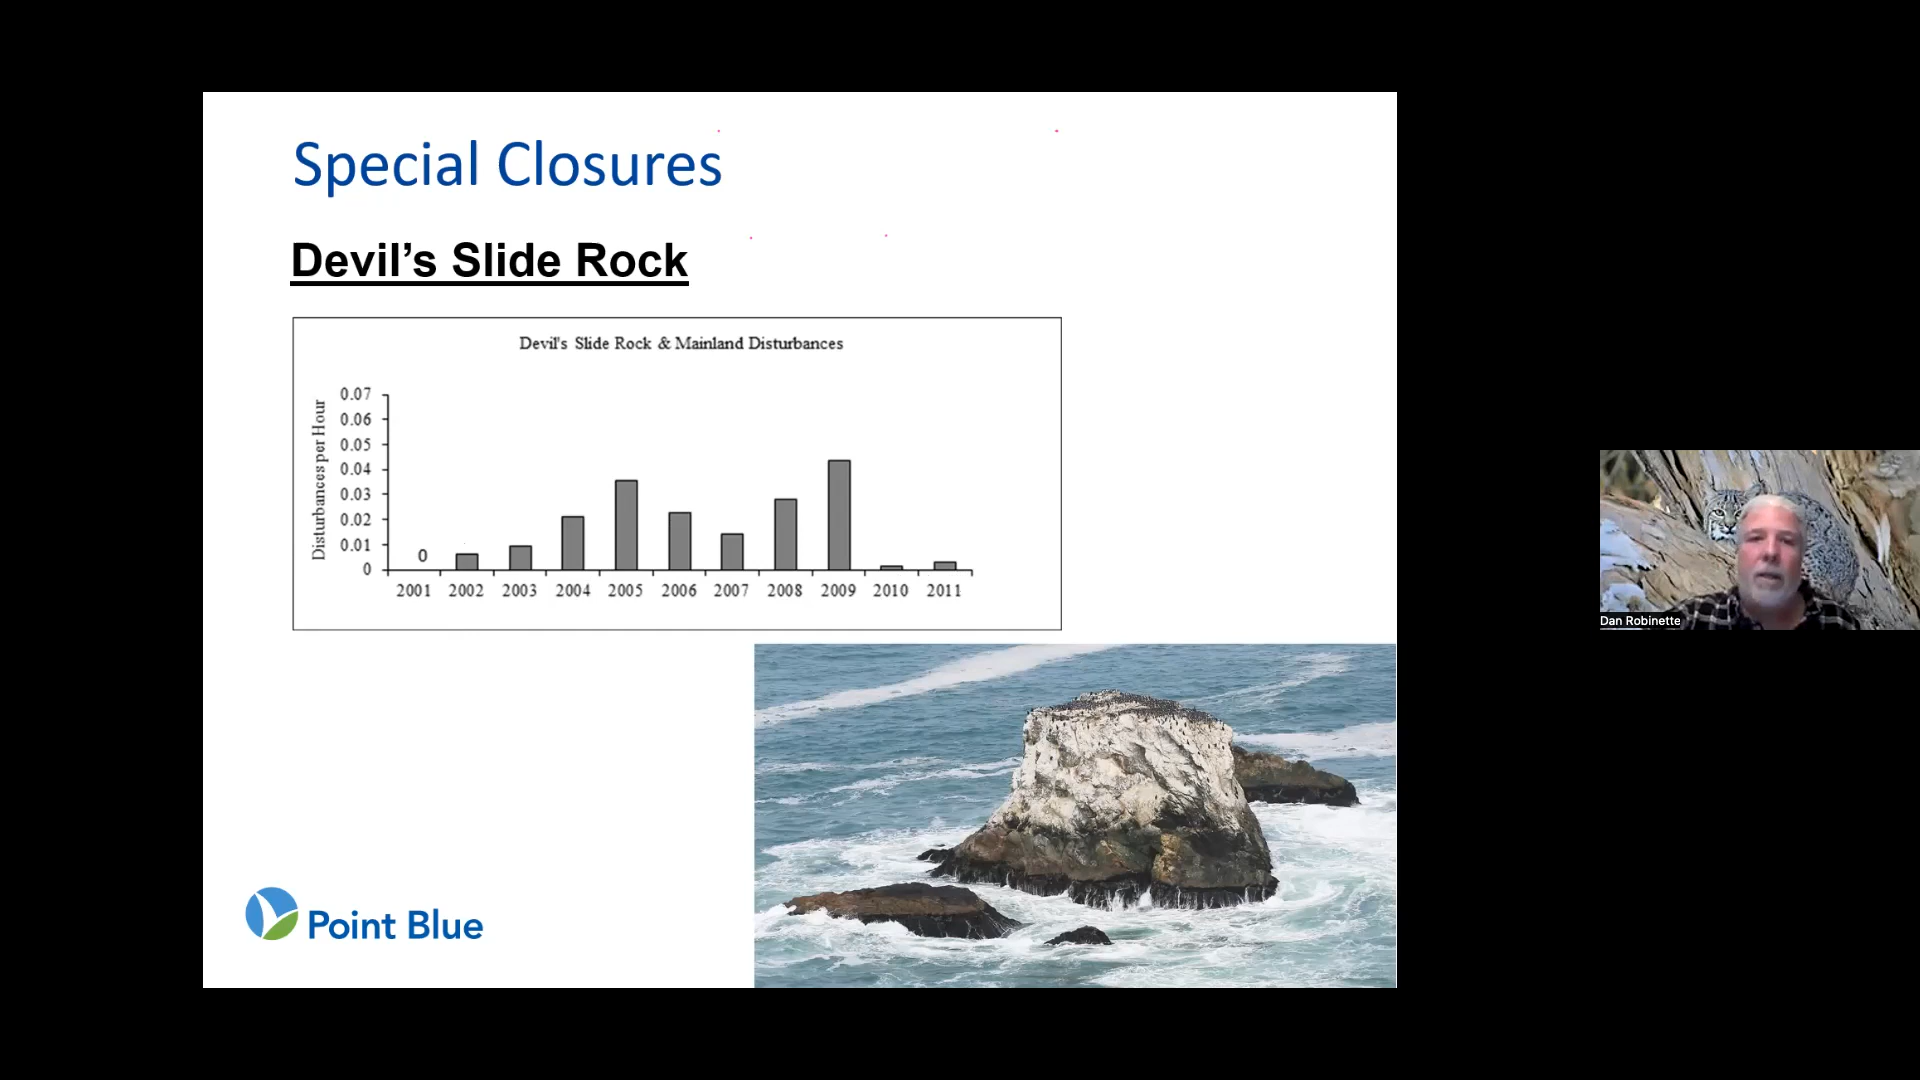 Special Closures
Devil’s Slide Rock
Devil's Slide Rock & Mainland Disturbances
Disturbances per Hour
0.07
0.06
0.05
0.04
0.03
0.02
0.01
0
0
2001 2002 2003 2004 2005 2006 2007 2008 2009 2010 2011
Dan Robinette
Point Blue